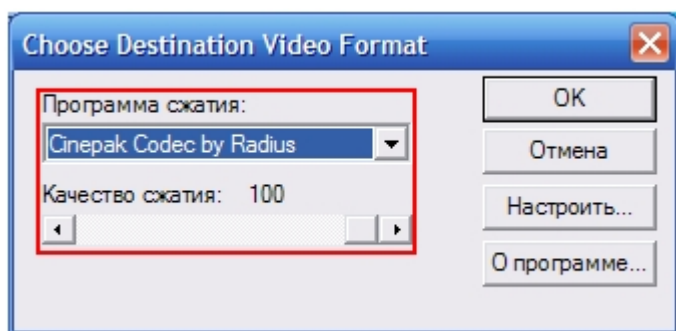 Choose Destination Video Format
Программа сжатия:
Cinepak Codec by Radius
Качество сжатия: 100
OK
Отмена
Настроить...
О программе...